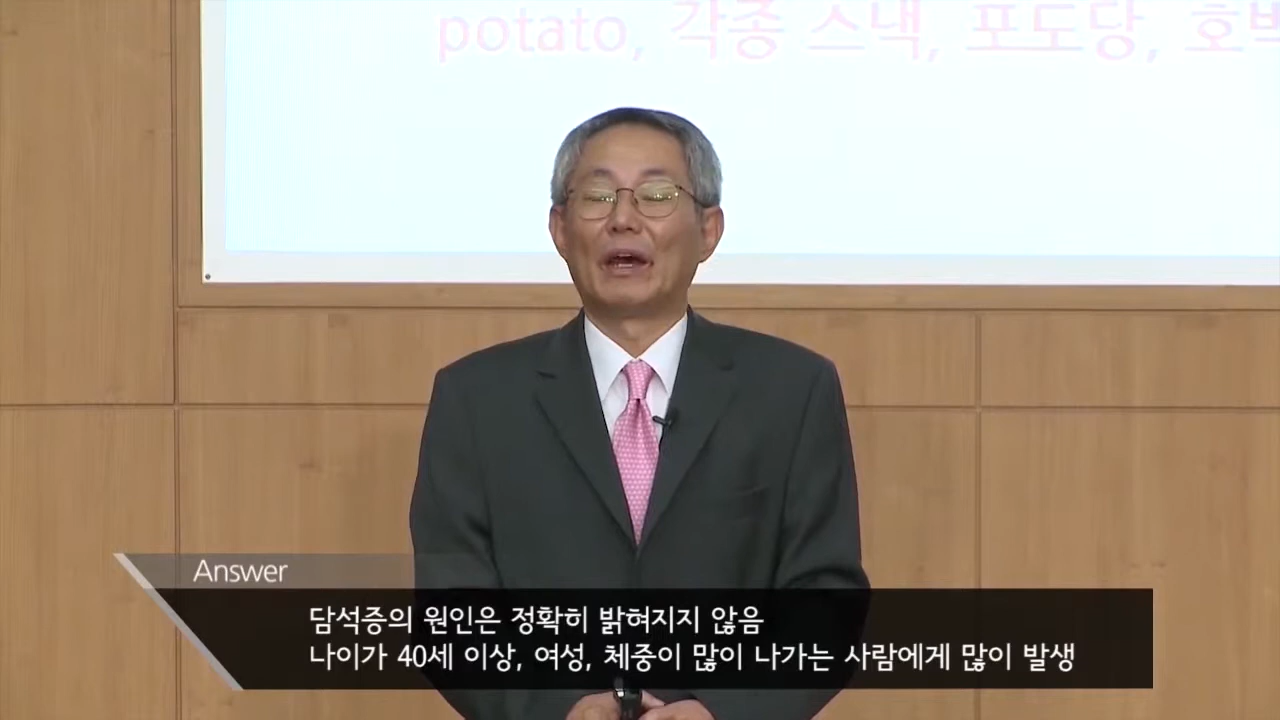 potato, 각종 스낵, 포도당,
Answer
담석증의 원인은 정확히 밝혀지지 않음
나이가 40세 이상, 여성, 체중이 많이 나가는 사람에게 많이 발생